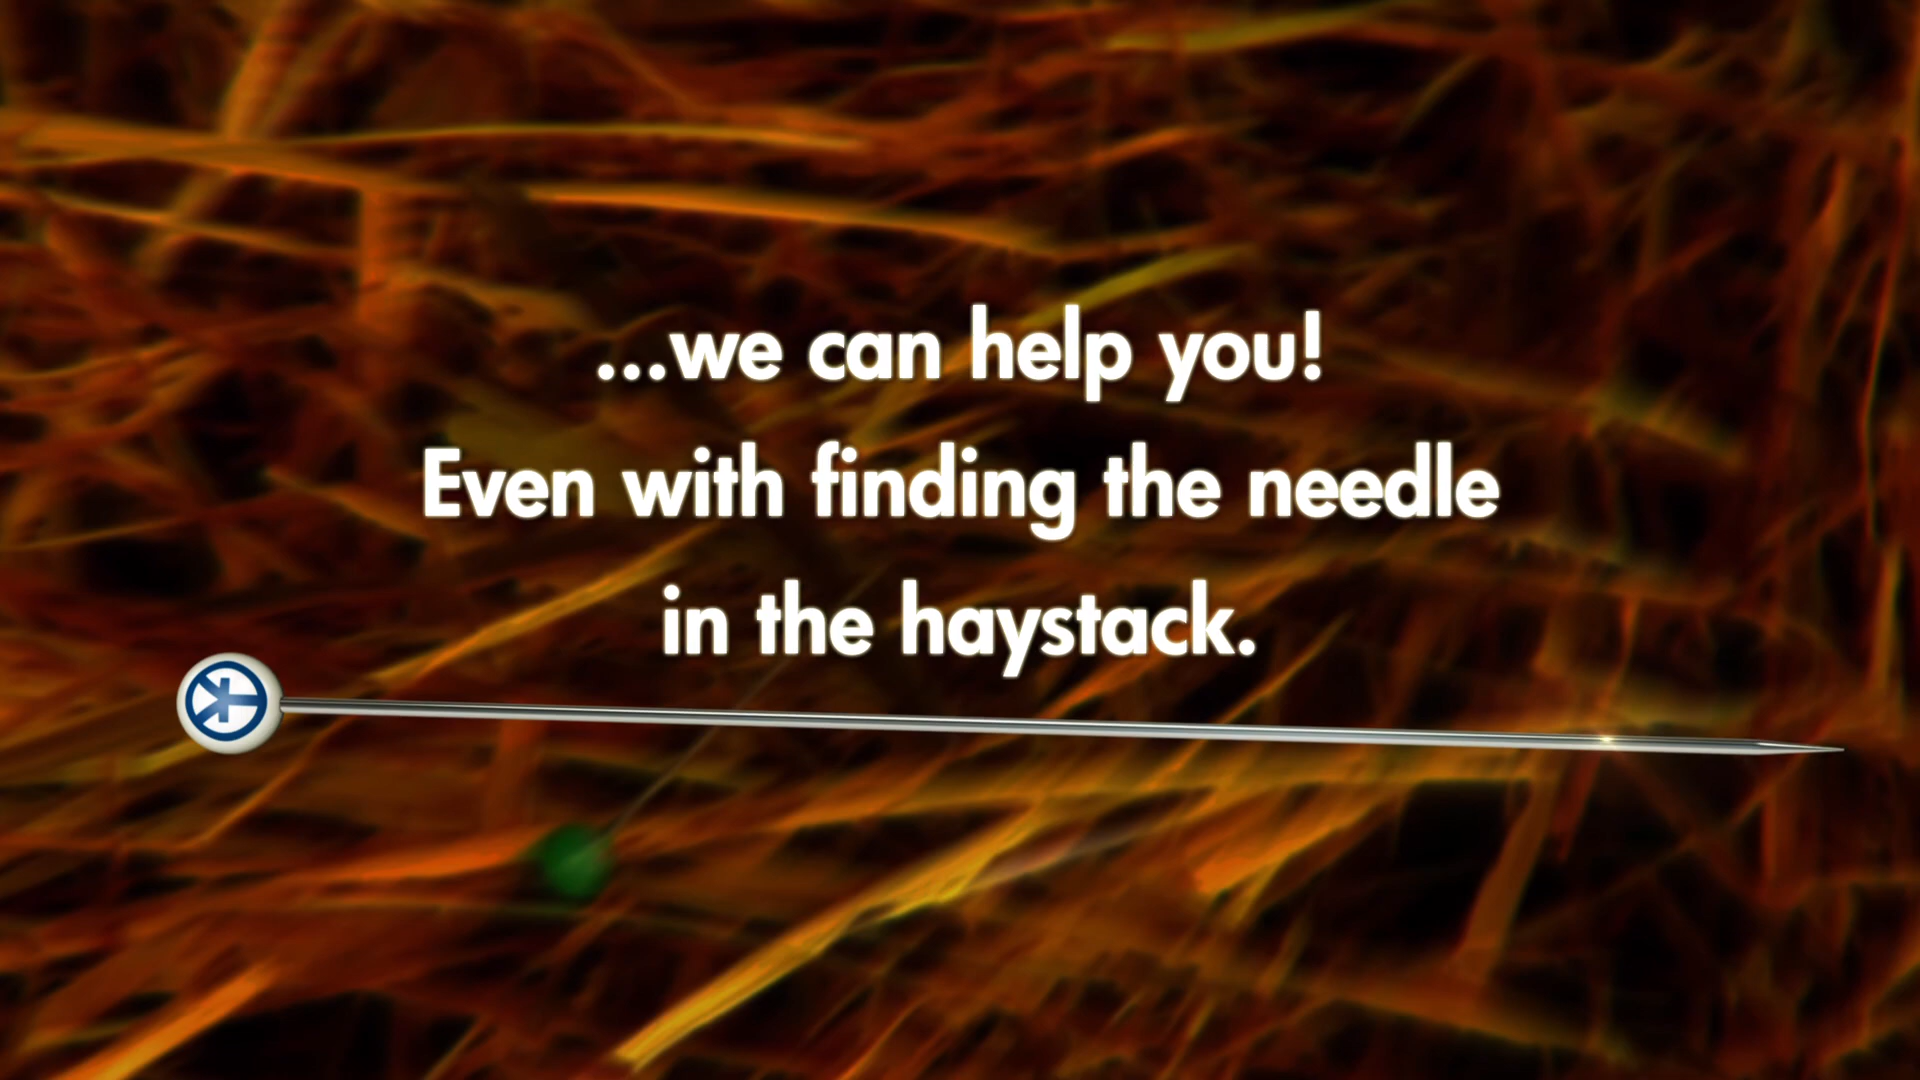 ...we can help you!
Even with finding the needle
in the haystack.